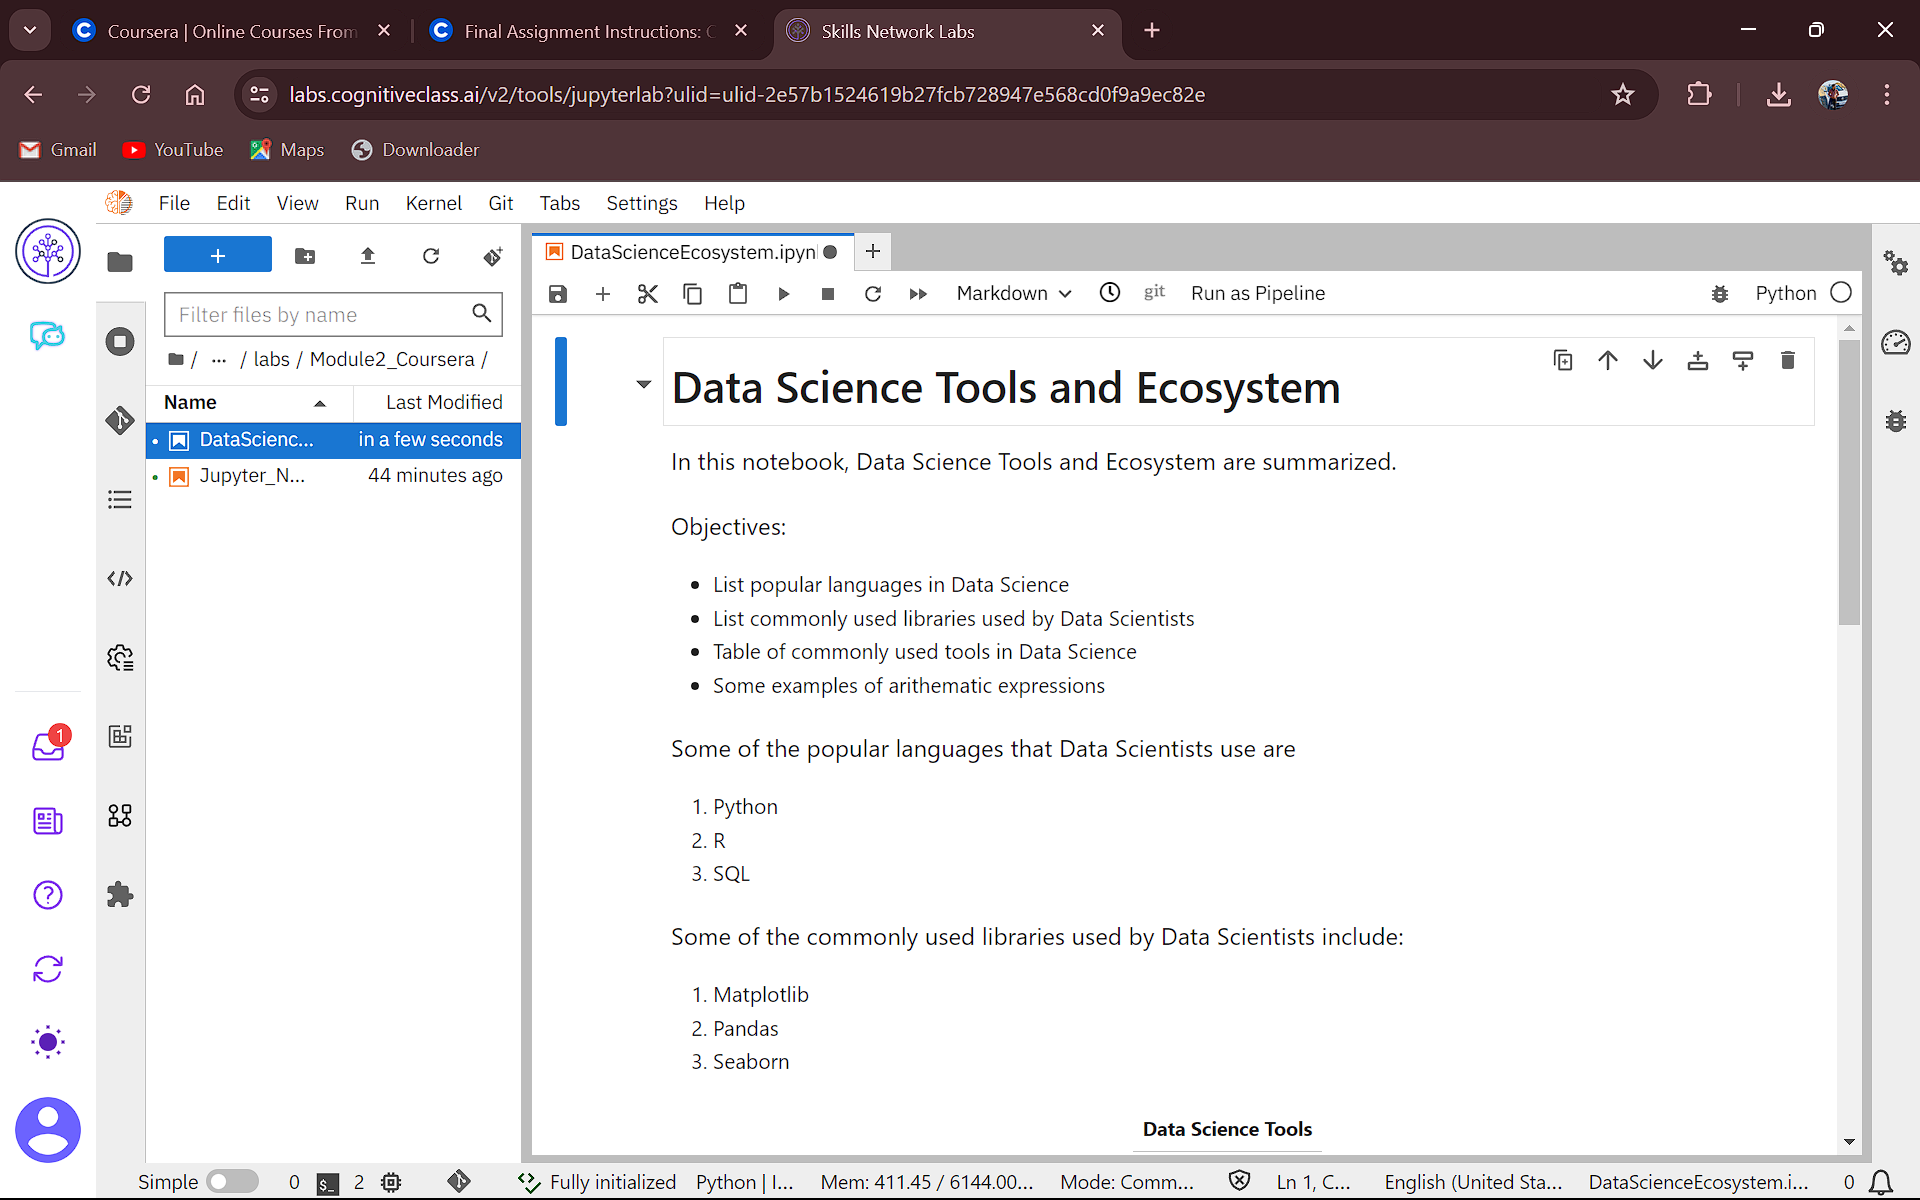 Coursera | Online Courses From
Final Assignment Instructions: C
Skills Network Labs
labs.cognitiveclass.ai/v2/tools/jupyterlab?ulid=ulid-2e57b1524619b27fcb728947e568cd0f9a9ec82e
Gmail YouTube Maps Downloader
File Edit View Run Kernel Git Tabs Settings Help
DataScienceEcosystem.ipyn
Filter files by name
Markdown git Run as Pipeline Python
/ ... / labs / Module2_Coursera /
Name Last Modified
DataScienc... in a few seconds
Jupyter_N... 44 minutes ago
Data Science Tools and Ecosystem
In this notebook, Data Science Tools and Ecosystem are summarized.
Objectives:
• List popular languages in Data Science
• List commonly used libraries used by Data Scientists
• Table of commonly used tools in Data Science
• Some examples of arithematic expressions
Some of the popular languages that Data Scientists use are
1. Python
2. R
3. SQL
Some of the commonly used libraries used by Data Scientists include:
1. Matplotlib
2. Pandas
3. Seaborn
Data Science Tools
1
Simple 0 $_ 2 Fully initialized Python | I... Mem: 411.45 / 6144.00... Mode: Comm... Ln 1, C... English (United Sta... DataScienceEcosystem.i... 0